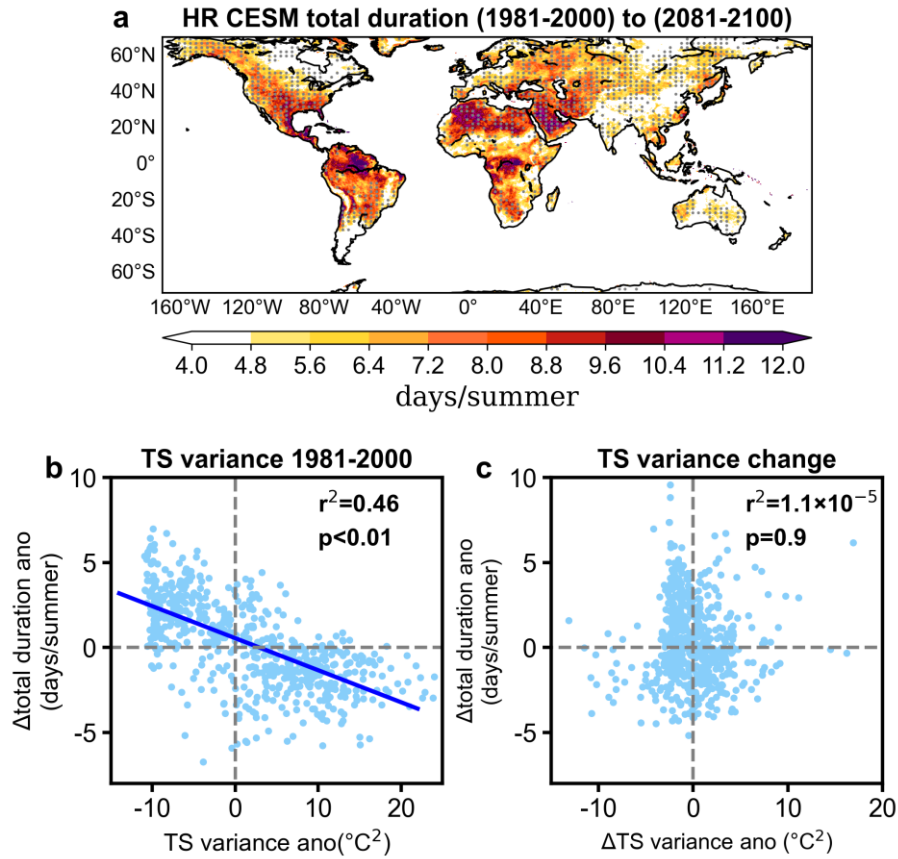 a HR CESM total duration (1981-2000) to (2081-2100)
60°N
40°N
20°N
0°
20°S
40°S
60°S
160°W 120°W 80°W 40°W 0° 40°E 80°E 120°E 160°E
4.0 4.8 5.6 6.4 7.2 8.0 8.8 9.6 10.4 11.2 12.0
days/summer
b TS variance 1981-2000
10
5
0
-5
Δtotal duration ano
(days/summer)
r²=0.46
p<0.01
-10 0 10 20
TS variance ano(°C²)
c TS variance change
10
5
0
-5
Δtotal duration ano
(days/summer)
r²=1.1×10⁻⁵
p=0.9
-10 0 10 20
ΔTS variance ano (°C²)